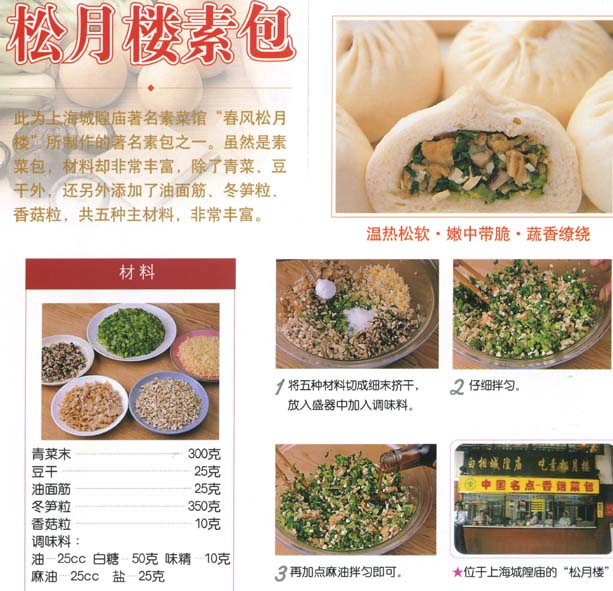 松月楼素包
此为上海城隍庙著名素菜馆“春风松月
楼”所制作的著名素包之一。虽然是素
菜包，材料却非常丰富，除了青菜、豆
干外，还另外添加了油面筋、冬笋粒、
香菇粒，共五种主材料，非常丰富。
温热松软·嫩中带脆·蔬香缭绕
材料
青菜末 300克
豆干 25克
油面筋 25克
冬笋粒 350克
香菇粒 10克
调味料：
油 25cc 白糖 50克 味精 10克
麻油 25cc 盐 25克
1 将五种材料切成细末挤干，
放入盛器中加入调味料。
2 仔细拌匀。
3 再加点麻油拌匀即可。
白相城隍庙 吃素松月楼
中国名点-香菇菜包
★位于上海城隍庙的“松月楼”